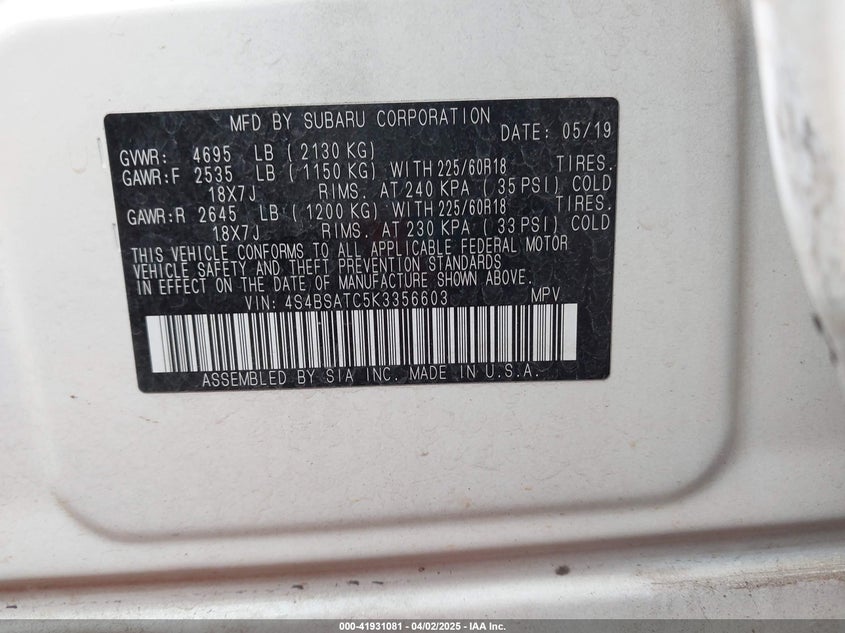 MFD BY SUBARU CORPORATION
DATE: 05/19
GVWR: 4695 LB ( 2130 KG)
GAWR:F 2535 LB ( 1150 KG) WITH 225/60R18 TIRES.
18X7J RIMS. AT 240 KPA ( 35 PSI) COLD
GAWR:R 2645 LB ( 1200 KG) WITH 225/60R18 TIRES.
18X7J RIMS. AT 230 KPA ( 33 PSI) COLD
THIS VEHICLE CONFORMS TO ALL APPLICABLE FEDERAL MOTOR
VEHICLE SAFETY AND THEFT PREVENTION STANDARDS
IN EFFECT ON THE DATE OF MANUFACTURE SHOWN ABOVE.
VIN: 4S4BSATC5K3356603 MPV
ASSEMBLED BY SIA INC. MADE IN U.S.A.
000-41931081 - 04/02/2025 - IAA Inc.